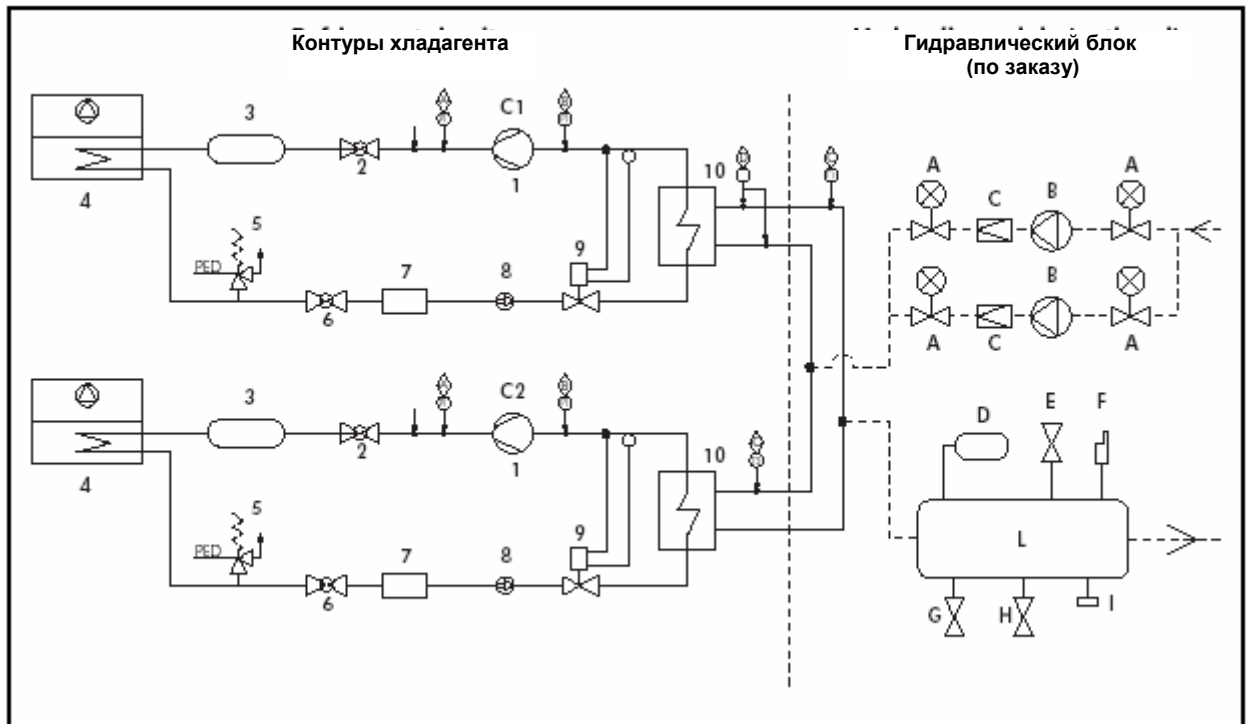 Контуры хладагента
Гидравлический блок
(по заказу)
3
C1
2
1
4
10
5
PED
6
7
8
9
A
C
B
A
B
A
C
A
3
C2
2
1
4
10
5
PED
6
7
8
9
D
E
F
L
G
H
I